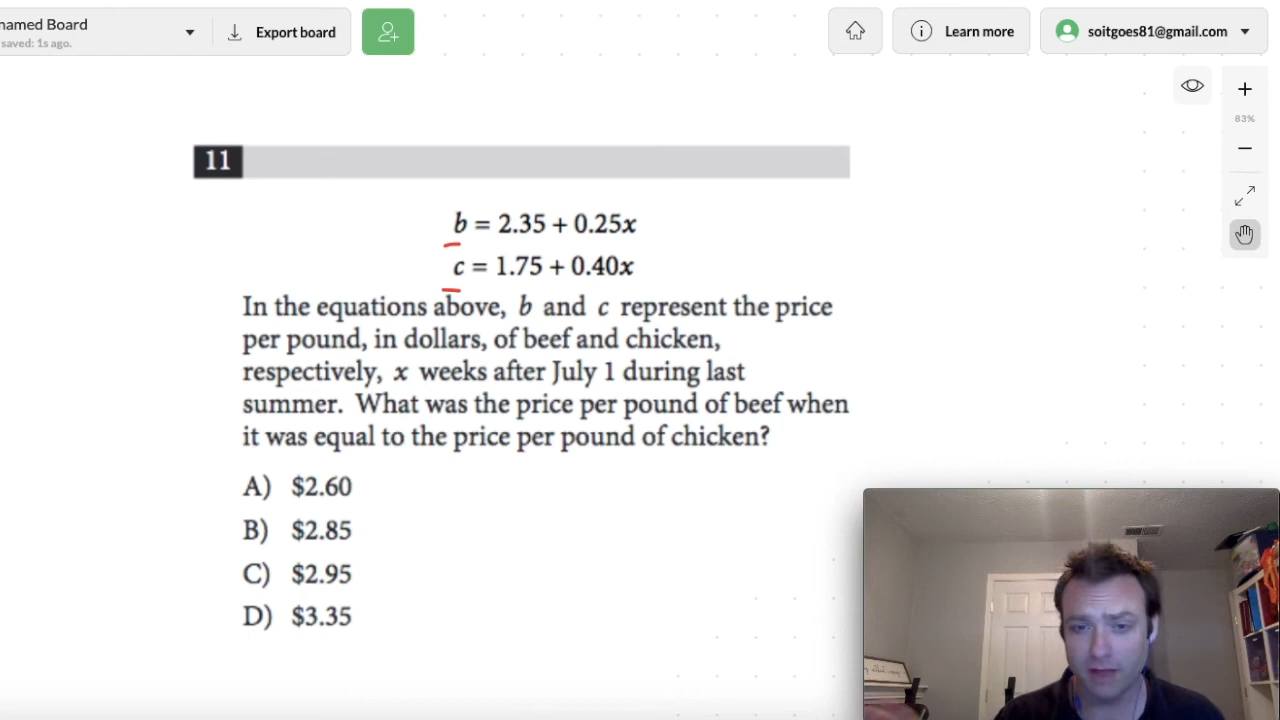 named Board
saved: 1s ago.
Export board
Learn more
soitgoes81@gmail.com
83%
11
b = 2.35 + 0.25x
c = 1.75 + 0.40x
In the equations above, b and c represent the price
per pound, in dollars, of beef and chicken,
respectively, x weeks after July 1 during last
summer. What was the price per pound of beef when
it was equal to the price per pound of chicken?
A) $2.60
B) $2.85
C) $2.95
D) $3.35